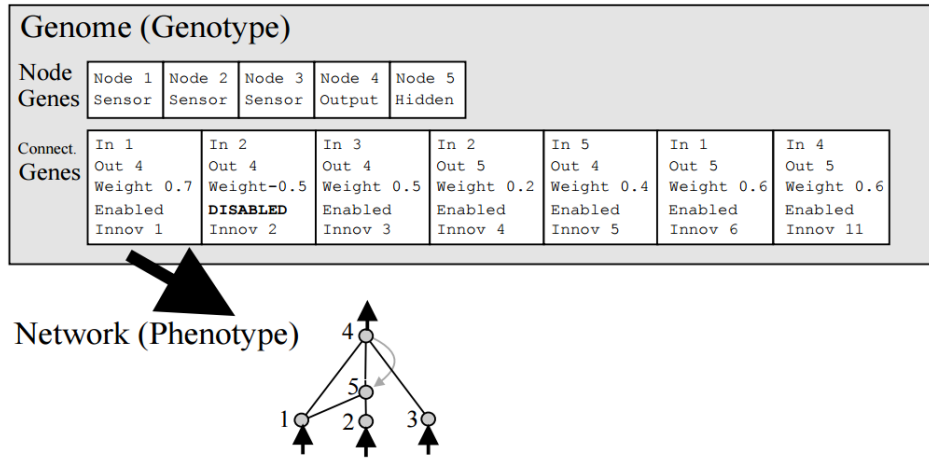 Genome (Genotype)
Node Genes
Node 1 Node 2 Node 3 Node 4 Node 5
Sensor Sensor Sensor Output Hidden
Connect. Genes
In 1 In 2 In 3 In 2 In 5 In 1 In 4
Out 4 Out 4 Out 4 Out 5 Out 4 Out 5 Out 5
Weight 0.7 Weight-0.5 Weight 0.5 Weight 0.2 Weight 0.4 Weight 0.6 Weight 0.6
Enabled DISABLED Enabled Enabled Enabled Enabled Enabled
Innov 1 Innov 2 Innov 3 Innov 4 Innov 5 Innov 6 Innov 11
Network (Phenotype)
4
5
1 2 3